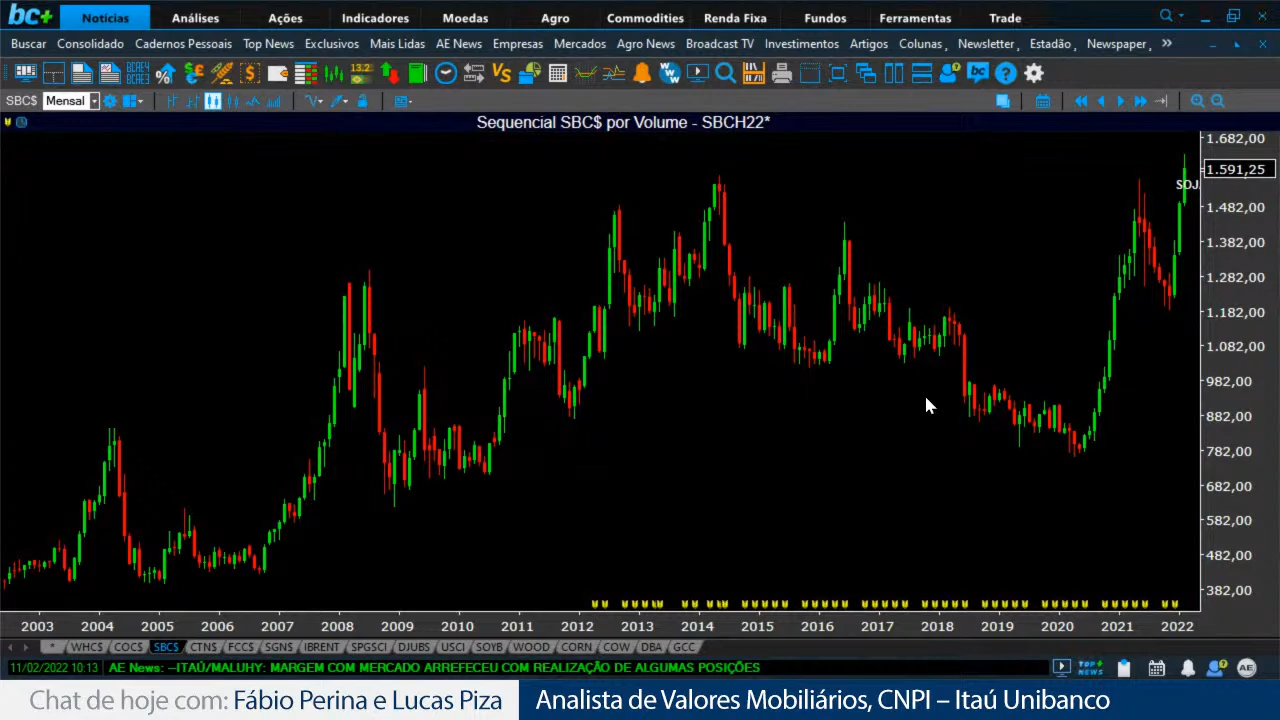 bc+ Notícias Análises Ações Indicadores Moedas Agro Commodities Renda Fixa Fundos Ferramentas Trade
Buscar Consolidado Cadernos Pessoais Top News Exclusivos Mais Lidas AE News Empresas Mercados Agro News Broadcast TV Investimentos Artigos Colunas Newsletter Estadão Newspaper »
BCAE4
BCAE3
13.2
SBC$ Mensal
Sequencial SBC$ por Volume - SBCH22*
1.682,00
1.591,25
SOJ
1.482,00
1.382,00
1.282,00
1.182,00
1.082,00
982,00
882,00
782,00
682,00
582,00
482,00
382,00
2003 2004 2005 2006 2007 2008 2009 2010 2011 2012 2013 2014 2015 2016 2017 2018 2019 2020 2021 2022
* WHC$ COC$ SBC$ CTN$ FCC$ SGN$ IBRENT SPGSCI DJUBS USCI SOYB WOOD CORN COW DBA GCC
11/02/2022 10:13 AE News: --ITAÚ/MALUHY: MARGEM COM MERCADO ARREFECEU COM REALIZAÇÃO DE ALGUMAS POSIÇÕES TOP+ NEWS AE
Chat de hoje com: Fábio Perina e Lucas Piza Analista de Valores Mobiliários, CNPI – Itaú Unibanco